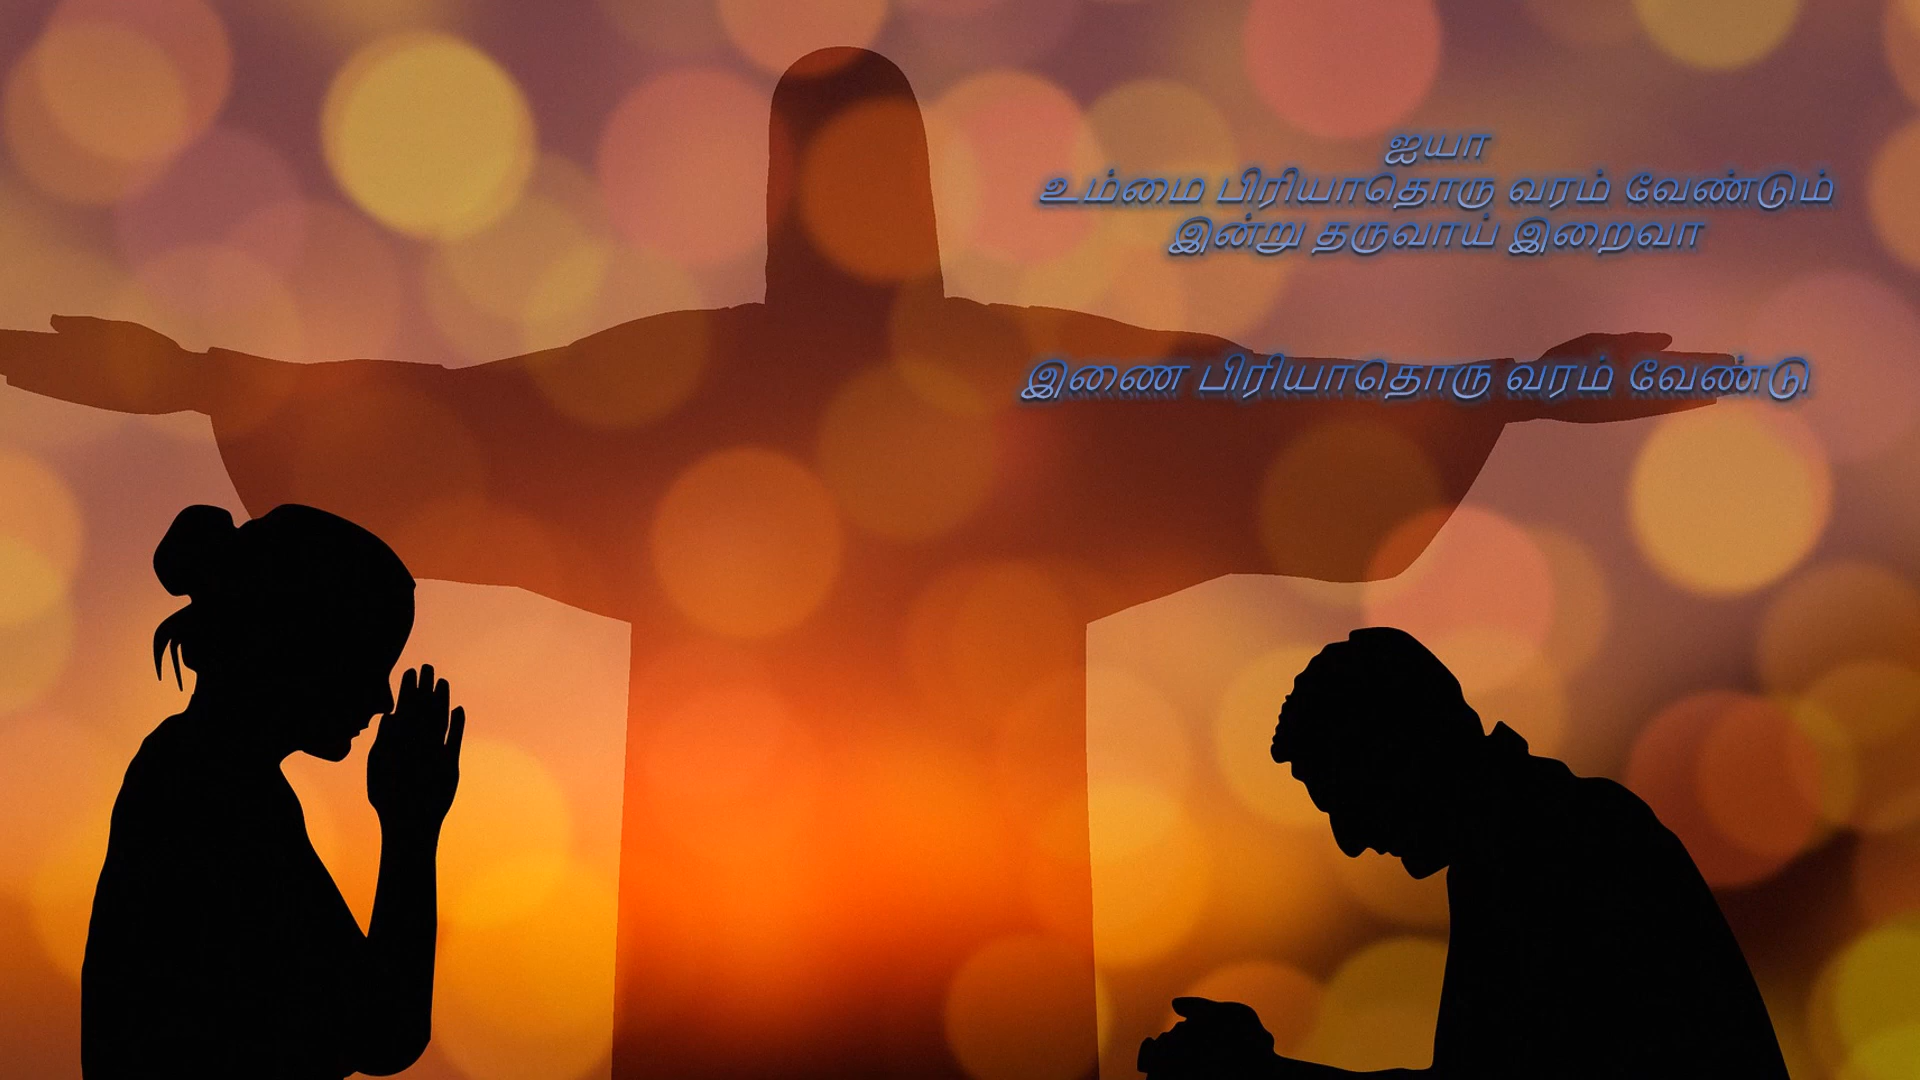 ஐயா
உம்மை பிரியாதொரு வரம் வேண்டும்
இன்று தருவாய் இறைவா
இணை பிரியாதொரு வரம் வேண்டு